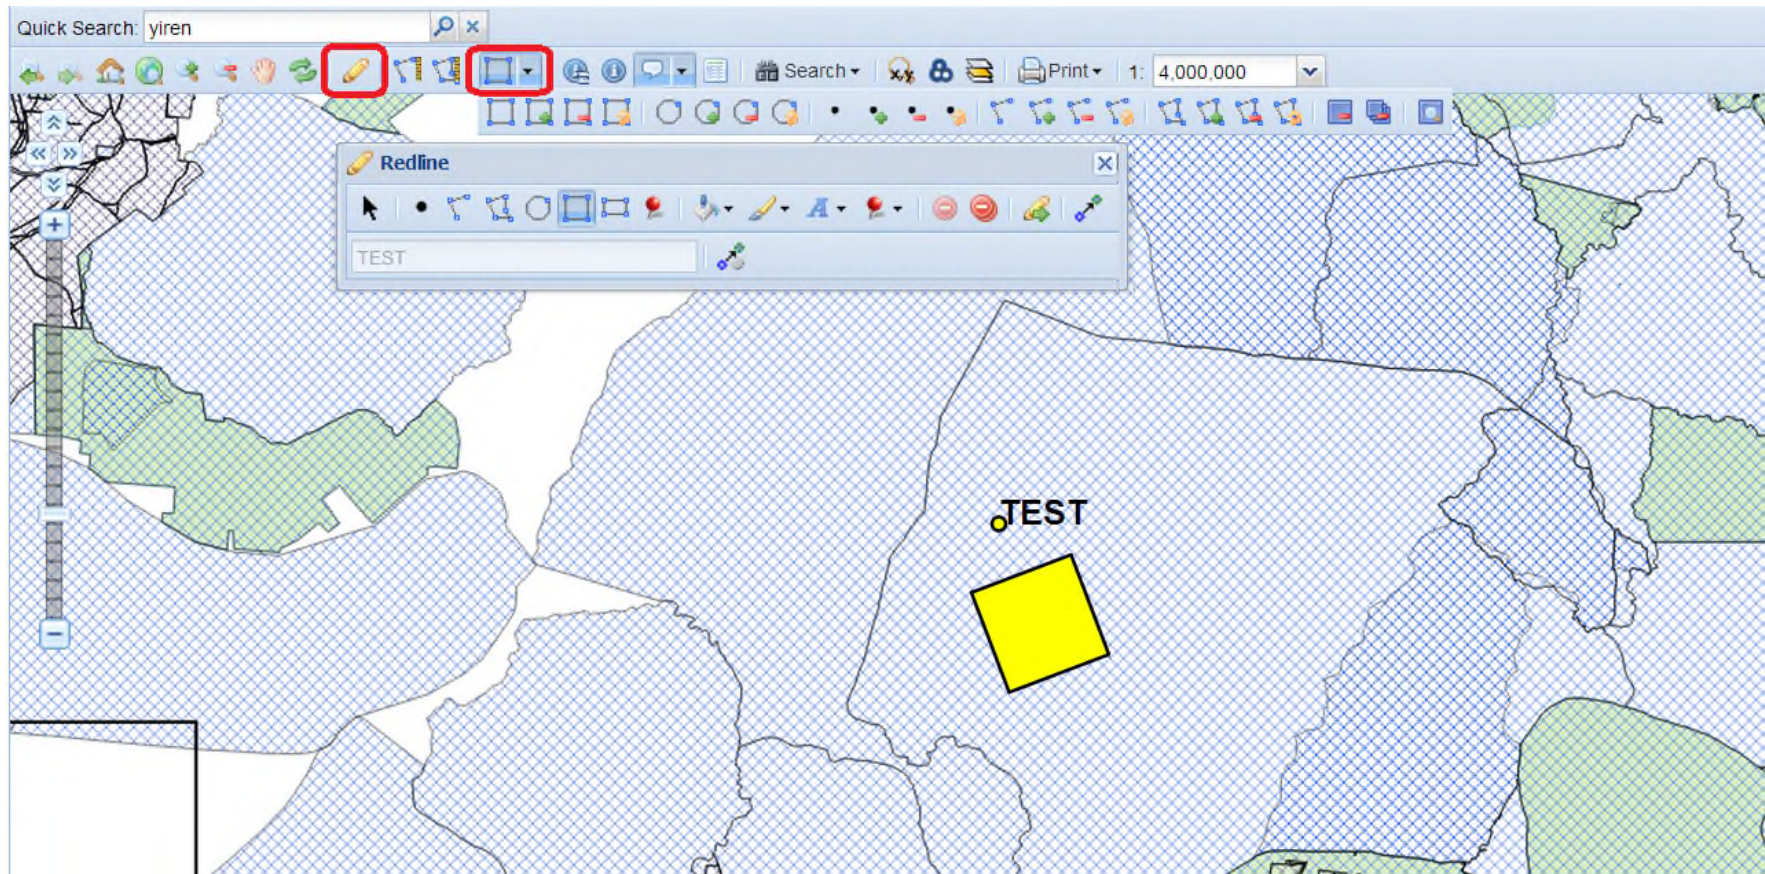 Quick Search: yiren
x,y Search Print 1: 4,000,000
Redline
A
TEST
TEST